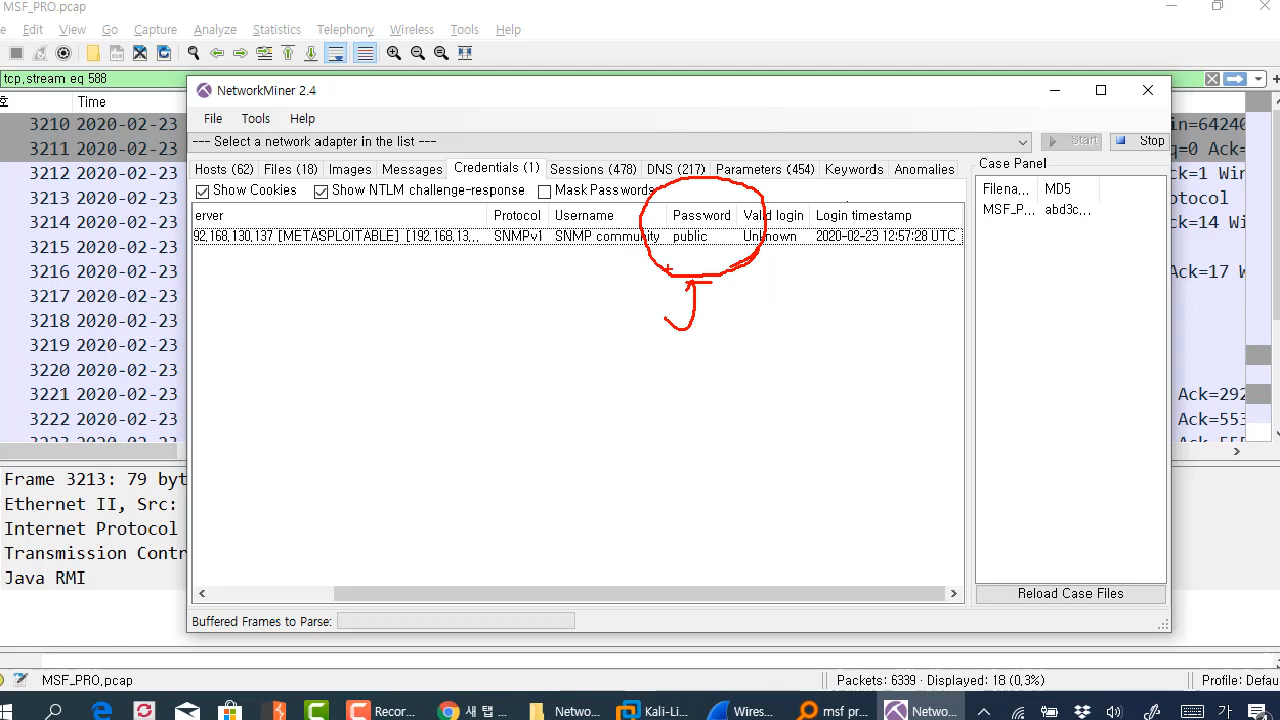 MSF_PRO.pcap
Edit View Go Capture Analyze Statistics Telephony Wireless Tools Help
tcp.stream eq 588
Time
3210 2020-02-23
3211 2020-02-23
3212 2020-02-23
3213 2020-02-23
3214 2020-02-23
3215 2020-02-23
3216 2020-02-23
3217 2020-02-23
3218 2020-02-23
3219 2020-02-23
3220 2020-02-23
3221 2020-02-23
3222 2020-02-23
3223 2020-02-23
in=64240
q=0 Ack=
=1 Win
otocol
=14 Wi
Ack=17 W
Ack=292
Ack=553
Ack=555
NetworkMiner 2.4
File Tools Help
--- Select a network adapter in the list ---
Start Stop
Hosts (62) Files (18) Images Messages Credentials (1) Sessions (478) DNS (217) Parameters (454) Keywords Anomalies
Show Cookies Show NTLM challenge-response Mask Passwords
erver Protocol Username Password Valid login Login timestamp
92,168,130,137 [METASPLOITABLE] [192,168,13... SNMPv1 SNMP community public Unknown 2020-02-23 12:57:28 UTC
Case Panel
Filena... MD5
MSF_P... abd3c...
Reload Case Files
Buffered Frames to Parse:
Frame 3213: 79 byt
Ethernet II, Src:
Internet Protocol
Transmission Contr
Java RMI
MSF_PRO.pcap
Packets: 6339 · Displayed: 18 (0,3%)
Profile: Defau
Recor...
새 탭 ...
Netwo...
Kali-Li...
Wires...
msf pr...
Netwo...
가